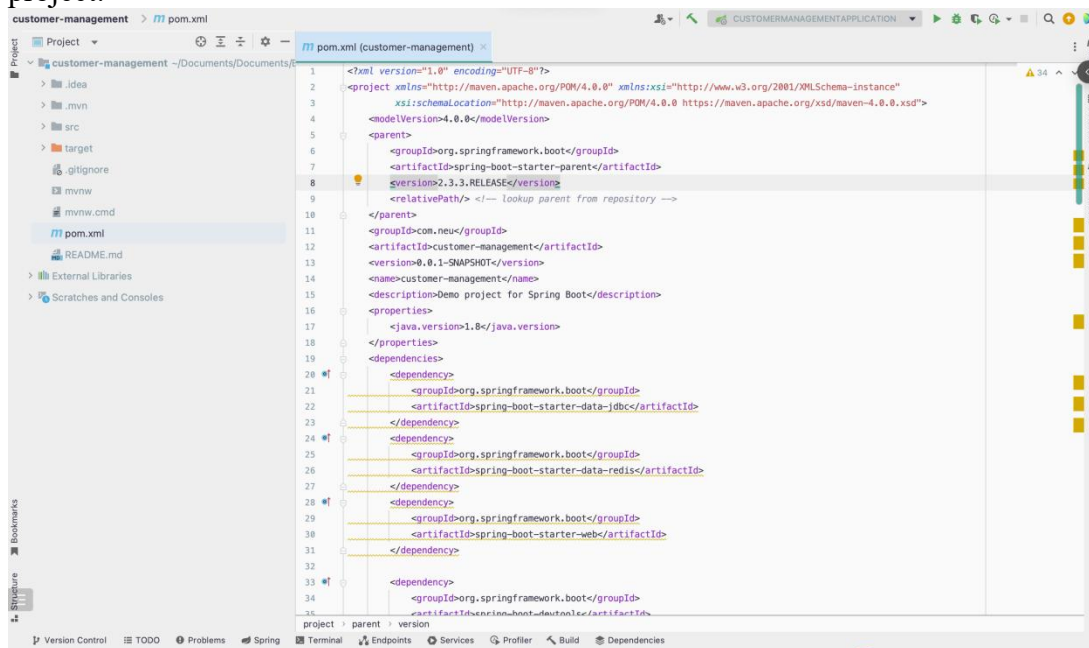 project.
customer-management > m pom.xml
CUSTOMERMANAGEMENTAPPLICATION
Project
Project
pom.xml (customer-management)
customer-management ~/Documents/Documents/
.idea
.mvn
src
target
.gitignore
mvnw
mvnw.cmd
pom.xml
README.md
External Libraries
Scratches and Consoles
34
1 <?xml version="1.0" encoding="UTF-8"?>
2 <project xmlns="http://maven.apache.org/POM/4.0.0" xmlns:xsi="http://www.w3.org/2001/XMLSchema-instance"
3 xsi:schemaLocation="http://maven.apache.org/POM/4.0.0 https://maven.apache.org/xsd/maven-4.0.0.xsd">
4 <modelVersion>4.0.0</modelVersion>
5 <parent>
6 <groupId>org.springframework.boot</groupId>
7 <artifactId>spring-boot-starter-parent</artifactId>
8 <version>2.3.3.RELEASE</version>
9 <relativePath/> <!-- lookup parent from repository -->
10 </parent>
11 <groupId>com.neu</groupId>
12 <artifactId>customer-management</artifactId>
13 <version>0.0.1-SNAPSHOT</version>
14 <name>customer-management</name>
15 <description>Demo project for Spring Boot</description>
16 <properties>
17 <java.version>1.8</java.version>
18 </properties>
19 <dependencies>
20 <dependency>
21 <groupId>org.springframework.boot</groupId>
22 <artifactId>spring-boot-starter-data-jdbc</artifactId>
23 </dependency>
24 <dependency>
25 <groupId>org.springframework.boot</groupId>
26 <artifactId>spring-boot-starter-data-redis</artifactId>
27 </dependency>
28 <dependency>
29 <groupId>org.springframework.boot</groupId>
30 <artifactId>spring-boot-starter-web</artifactId>
31 </dependency>
32
33 <dependency>
34 <groupId>org.springframework.boot</groupId>
35 <artifactId>spring-boot-devtools</artifactId>
project > parent > version
Bookmarks
Structure
Version Control TODO Problems Spring Terminal Endpoints Services Profiler Build Dependencies